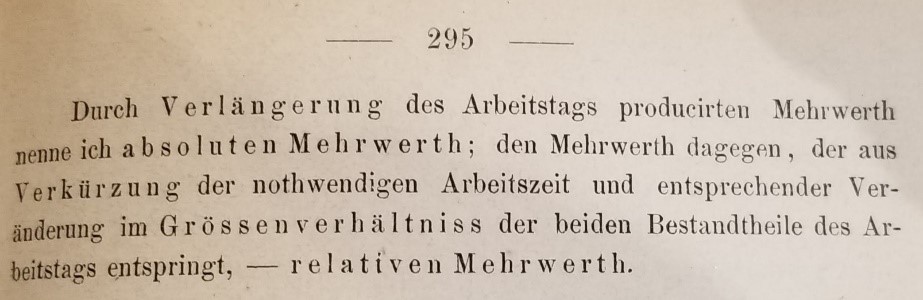 — 295 —
Durch Verlängerung des Arbeitstags producirten Mehrwerth
nenne ich absoluten Mehrwerth; den Mehrwerth dagegen, der aus
Verkürzung der nothwendigen Arbeitszeit und entsprechender Ver-
änderung im Grössenverhältniss der beiden Bestandtheile des Ar-
beitstags entspringt, — relativen Mehrwerth.